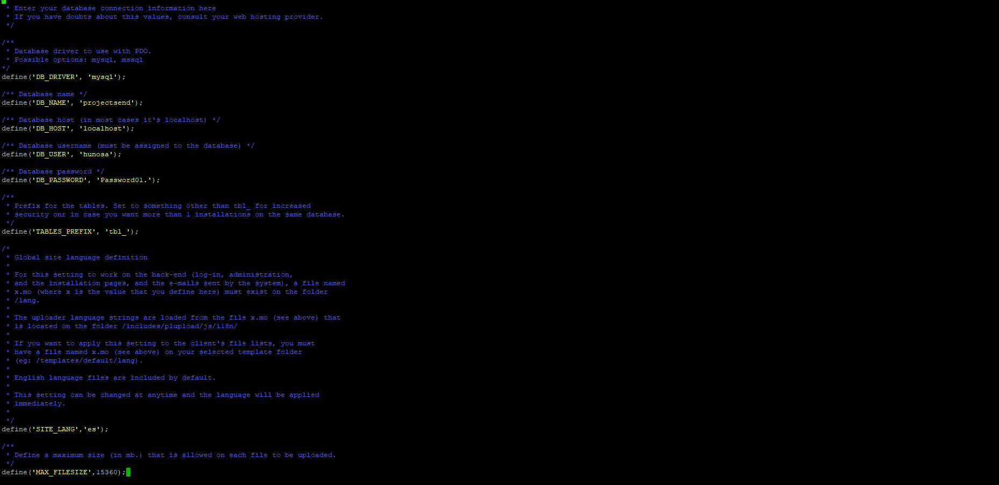 /
 * Enter your database connection information here
 * If you have doubts about this values, consult your web hosting provider.
 */

/**
 * Database driver to use with PDO.
 * Possible options: mysql, mssql
*/
define('DB_DRIVER', 'mysql');

/** Database name */
define('DB_NAME', 'projectsend');

/** Database host (in most cases it's localhost) */
define('DB_HOST', 'localhost');

/** Database username (must be assigned to the database) */
define('DB_USER', 'hunosa');

/** Database password */
define('DB_PASSWORD', 'Password01.');

/**
 * Prefix for the tables. Set to something other than tbl_ for increased
 * security onr in case you want more than 1 installations on the same database.
 */
define('TABLES_PREFIX', 'tbl_');

/*
 * Global site language definition
 *
 * For this setting to work on the back-end (log-in, administration,
 * and the installation pages, and the e-mails sent by the system), a file named
 * x.mo (where x is the value that you define here) must exist on the folder
 * /lang.
 *
 * The uploader language strings are loaded from the file x.mo (see above) that
 * is located on the folder /includes/plupload/js/i18n/
 *
 * If you want to apply this setting to the client's file lists, you must
 * have a file named x.mo (see above) on your selected template folder
 * (eg: /templates/default/lang).
 *
 * English language files are included by default.
 *
 * This setting can be changed at anytime and the language will be applied
 * immediately.
 *
 */
define('SITE_LANG','es');

/**
 * Define a maximum size (in mb.) that is allowed on each file to be uploaded.
 */
define('MAX_FILESIZE',15360);